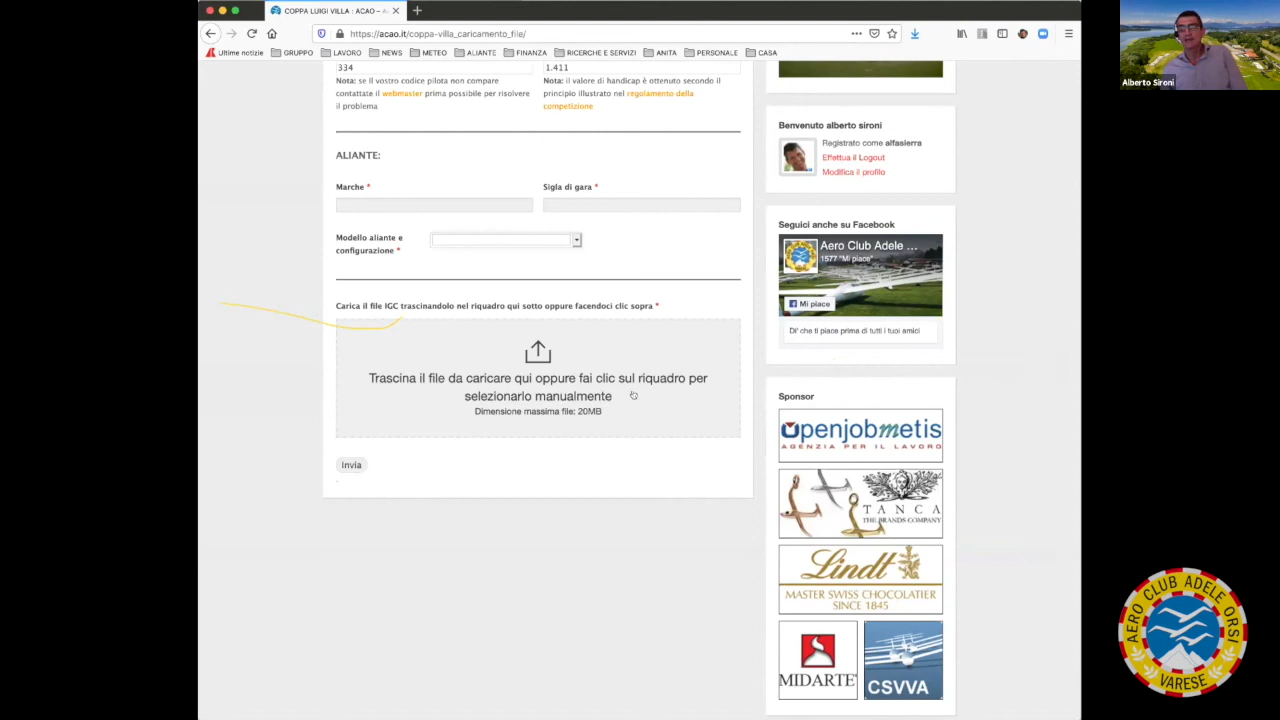 COPPA LUIGI VILLA : ACAO – A
https://acao.it/coppa-villa_caricamento_file/
Ultime notizie GRUPPO LAVORO NEWS METEO ALIANTE FINANZA RICERCHE E SERVIZI ANITA PERSONALE CASA
Alberto Sironi
334
1.411
Nota: se il vostro codice pilota non compare
contattate il webmaster prima possibile per risolvere
il problema
Nota: il valore di handicap è ottenuto secondo il
principio illustrato nel regolamento della
competizione
ALIANTE:
Marche *
Sigla di gara *
Modello aliante e
configurazione *
Carica il file IGC trascinandolo nel riquadro qui sotto oppure facendoci clic sopra *
Trascina il file da caricare qui oppure fai clic sul riquadro per
selezionarlo manualmente
Dimensione massima file: 20MB
Invia
Benvenuto alberto sironi
Registrato come alfasierra
Effettua il Logout
Modifica il profilo
Seguici anche su Facebook
Aero Club Adele ...
1577 "Mi piace"
Mi piace
Di' che ti piace prima di tutti i tuoi amici
Sponsor
Openjobmetis
AGENZIA PER IL LAVORO
TANCA
THE BRANDS COMPANY
Lindt
MASTER SWISS CHOCOLATIER
SINCE 1845
MIDARTE
CSVVA
AERO CLUB ADELE ORSI
VARESE